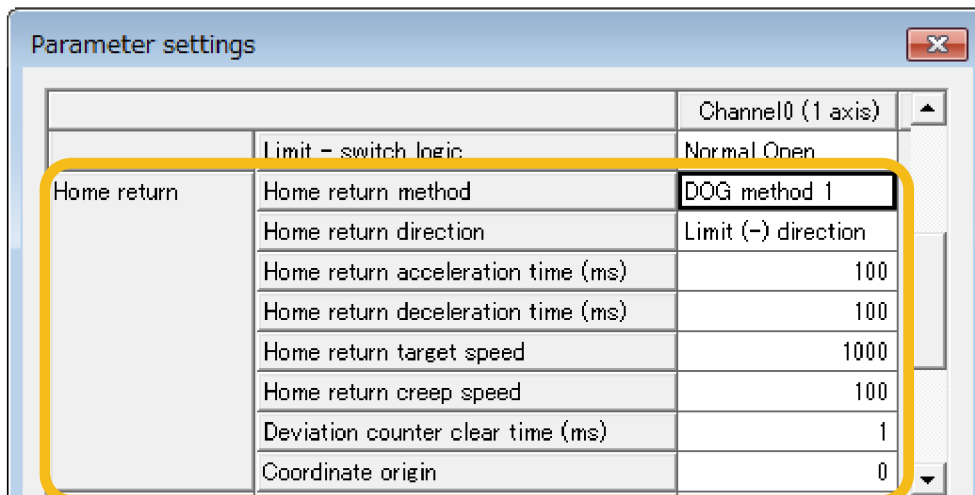 Parameter settings
Channel0 (1 axis)
Limit - switch logic Normal Open
Home return Home return method DOG method 1
Home return direction Limit (-) direction
Home return acceleration time (ms) 100
Home return deceleration time (ms) 100
Home return target speed 1000
Home return creep speed 100
Deviation counter clear time (ms) 1
Coordinate origin 0